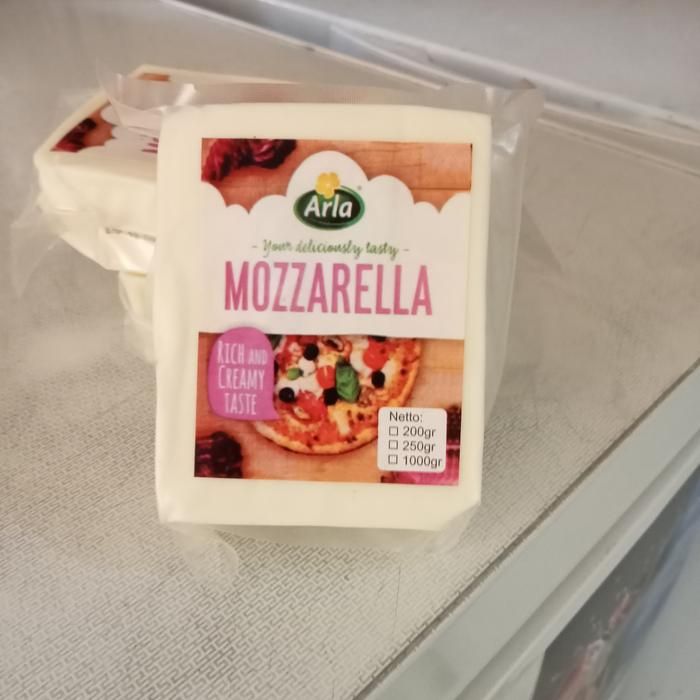 Arla
- Your deliciously tasty -
MOZZARELLA
RICH AND
CREAMY
TASTE
Netto:
☐ 200gr
☐ 250gr
☐ 1000gr